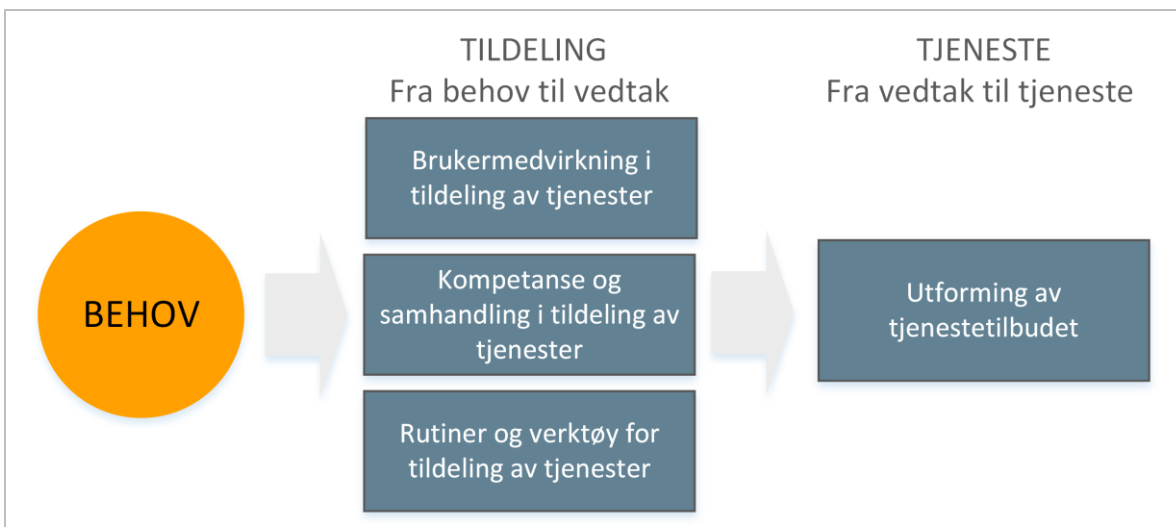 BEHOV
TILDELING
Fra behov til vedtak
Brukermedvirkning i
tildeling av tjenester
Kompetanse og
samhandling i tildeling av
tjenester
Rutiner og verktøy for
tildeling av tjenester
TJENESTE
Fra vedtak til tjeneste
Utforming av
tjenestetilbudet